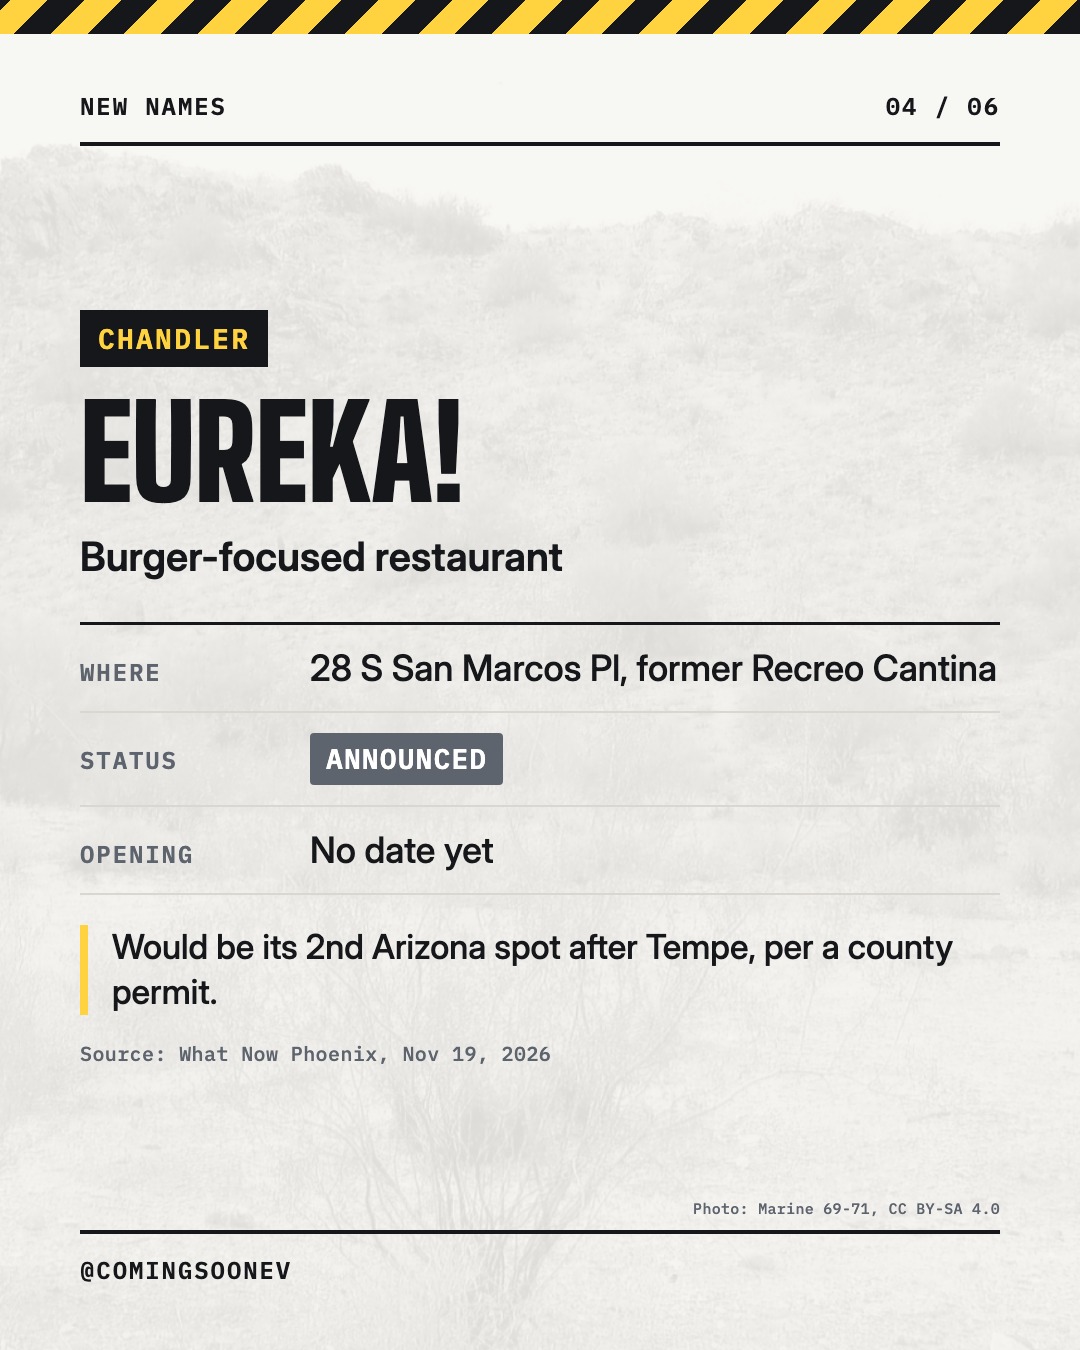 NEW NAMES
04 / 06
CHANDLER
EUREKA!
Burger-focused restaurant
WHERE
28 S San Marcos Pl, former Recreo Cantina
STATUS
ANNOUNCED
OPENING
No date yet
Would be its 2nd Arizona spot after Tempe, per a county
permit.
Source: What Now Phoenix, Nov 19, 2026
Photo: Marine 69-71, CC BY-SA 4.0
@COMINGSOONEV